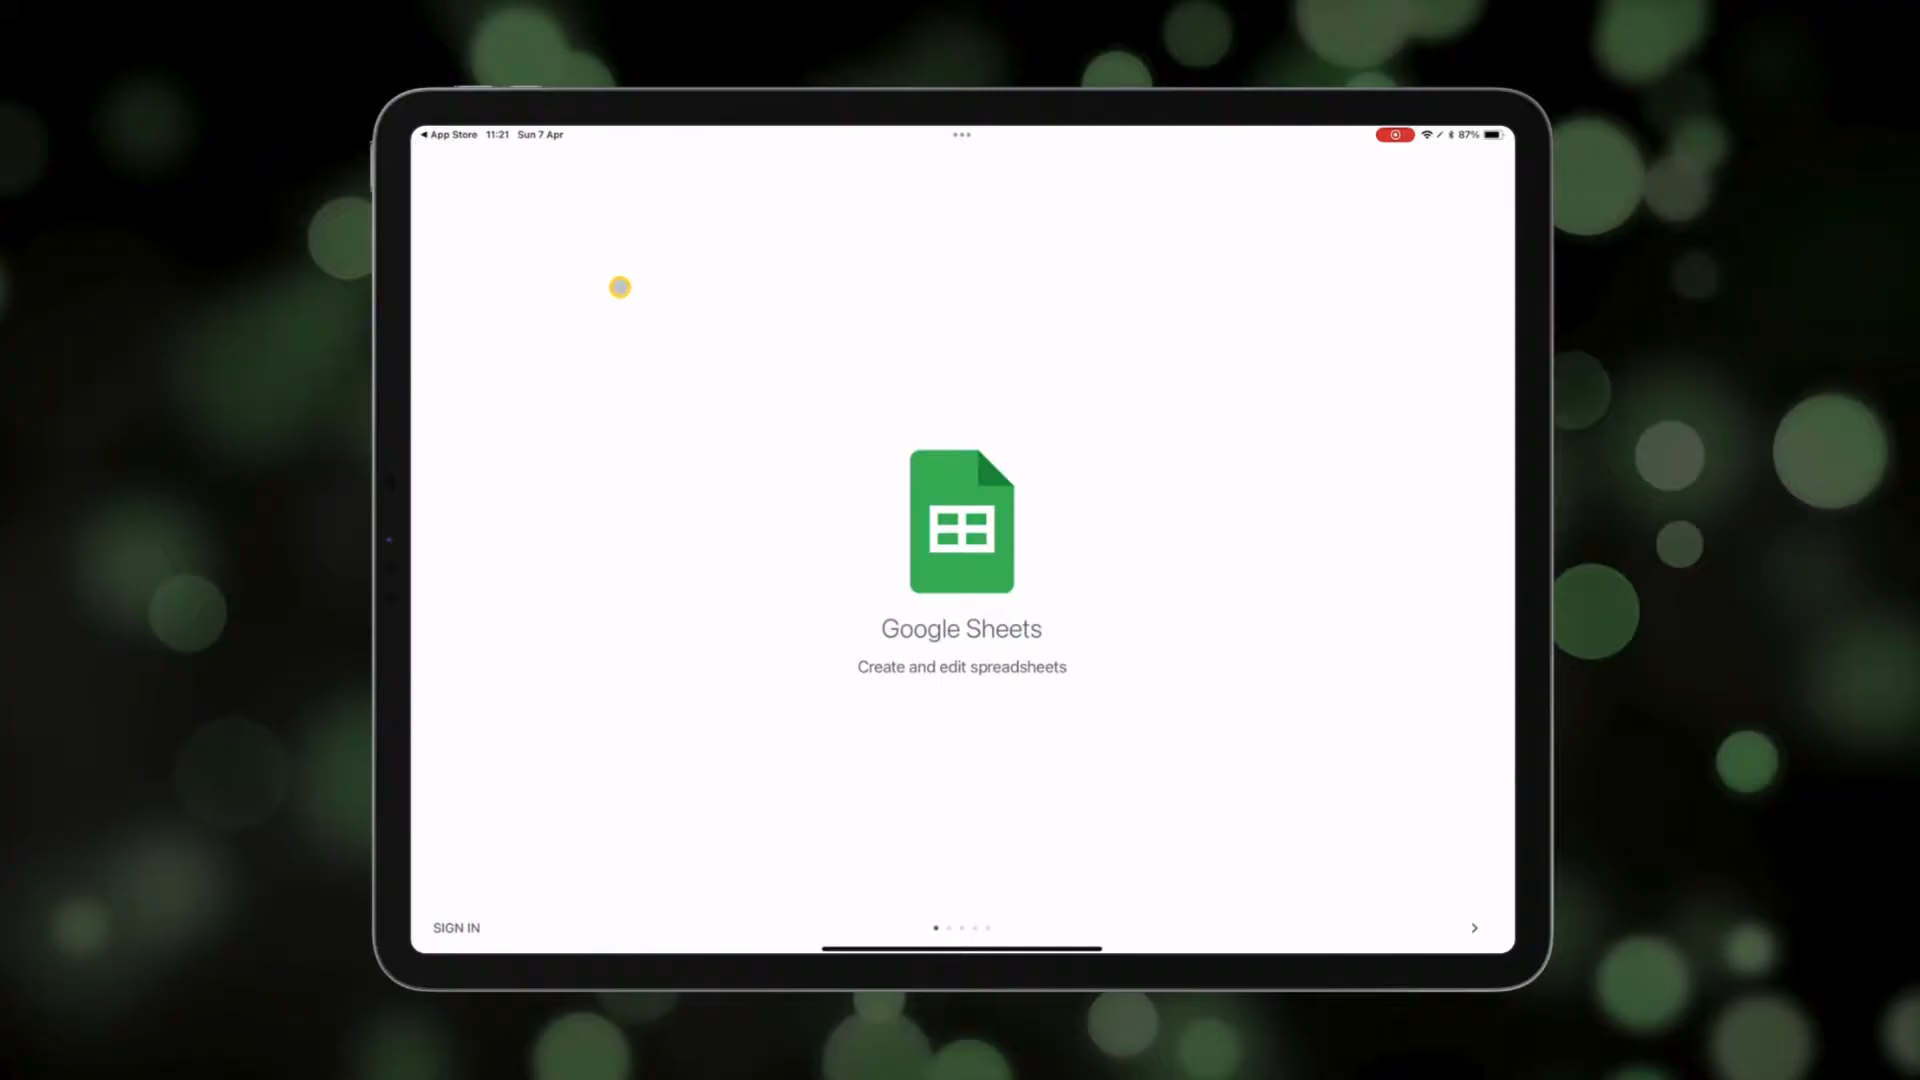 ◀ App Store 11:21 Sun 7 Apr
87%
Google Sheets
Create and edit spreadsheets
SIGN IN